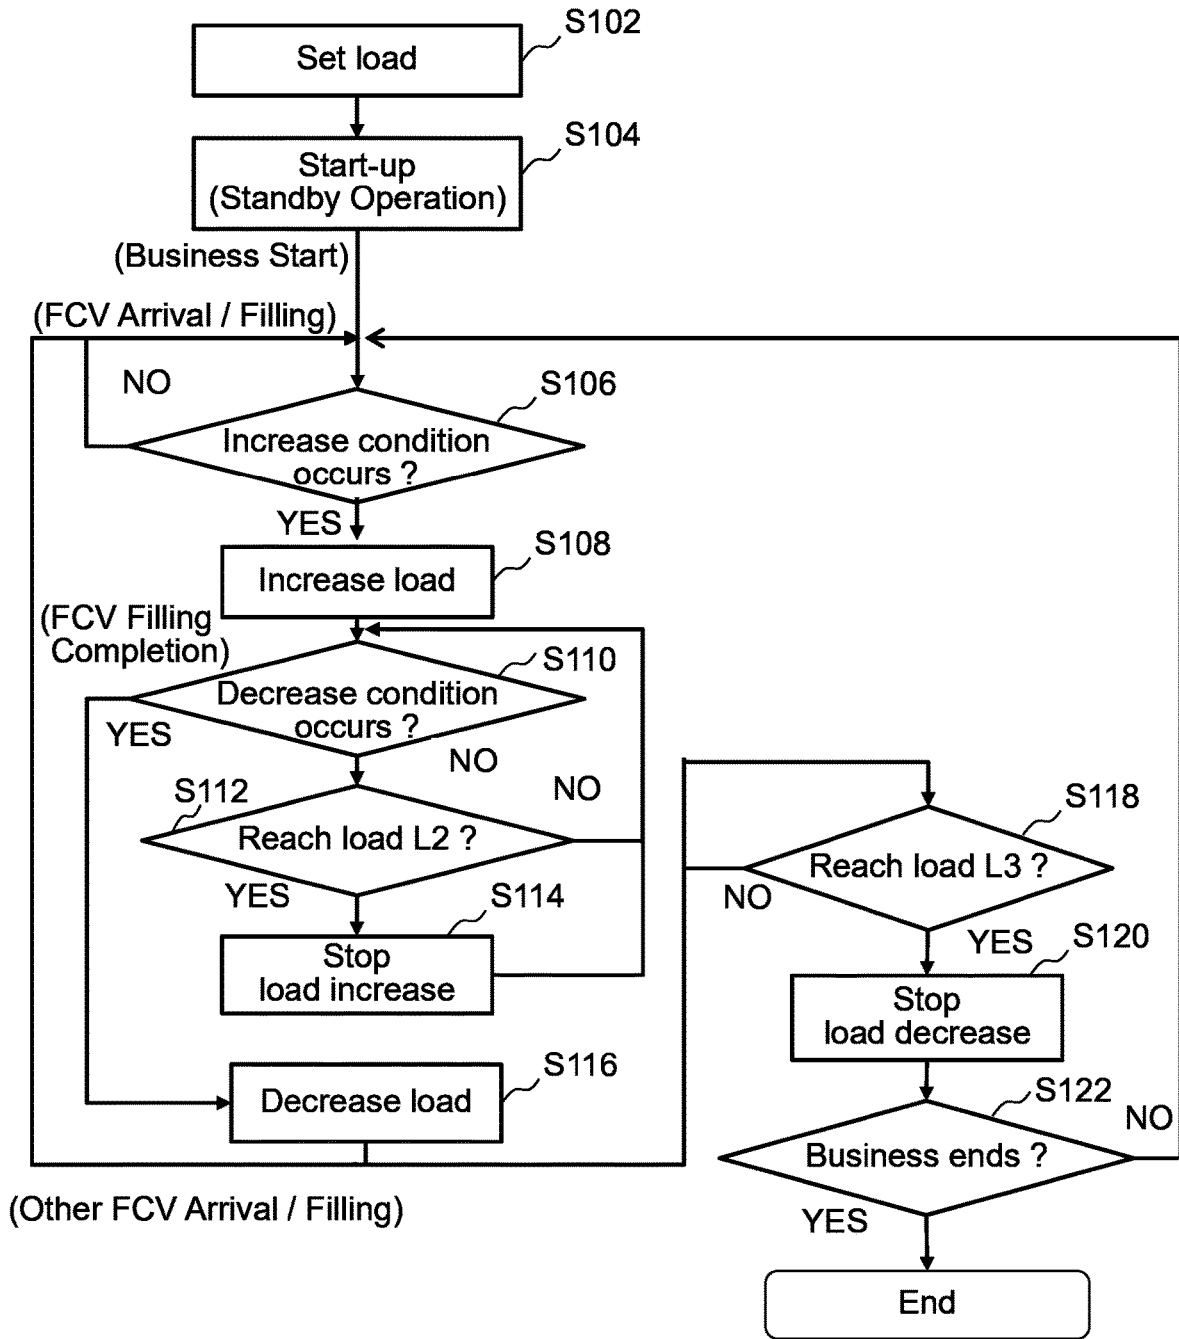 S102
Set load
S104
Start-up
(Standby Operation)
(Business Start)
(FCV Arrival / Filling)
NO
S106
Increase condition
occurs ?
YES
S108
Increase load
(FCV Filling
Completion)
S110
Decrease condition
occurs ?
YES
NO
S112
NO
Reach load L2 ?
YES
S114
Stop
load increase
S116
Decrease load
(Other FCV Arrival / Filling)
S118
Reach load L3 ?
NO
YES
S120
Stop
load decrease
S122
NO
Business ends ?
YES
End